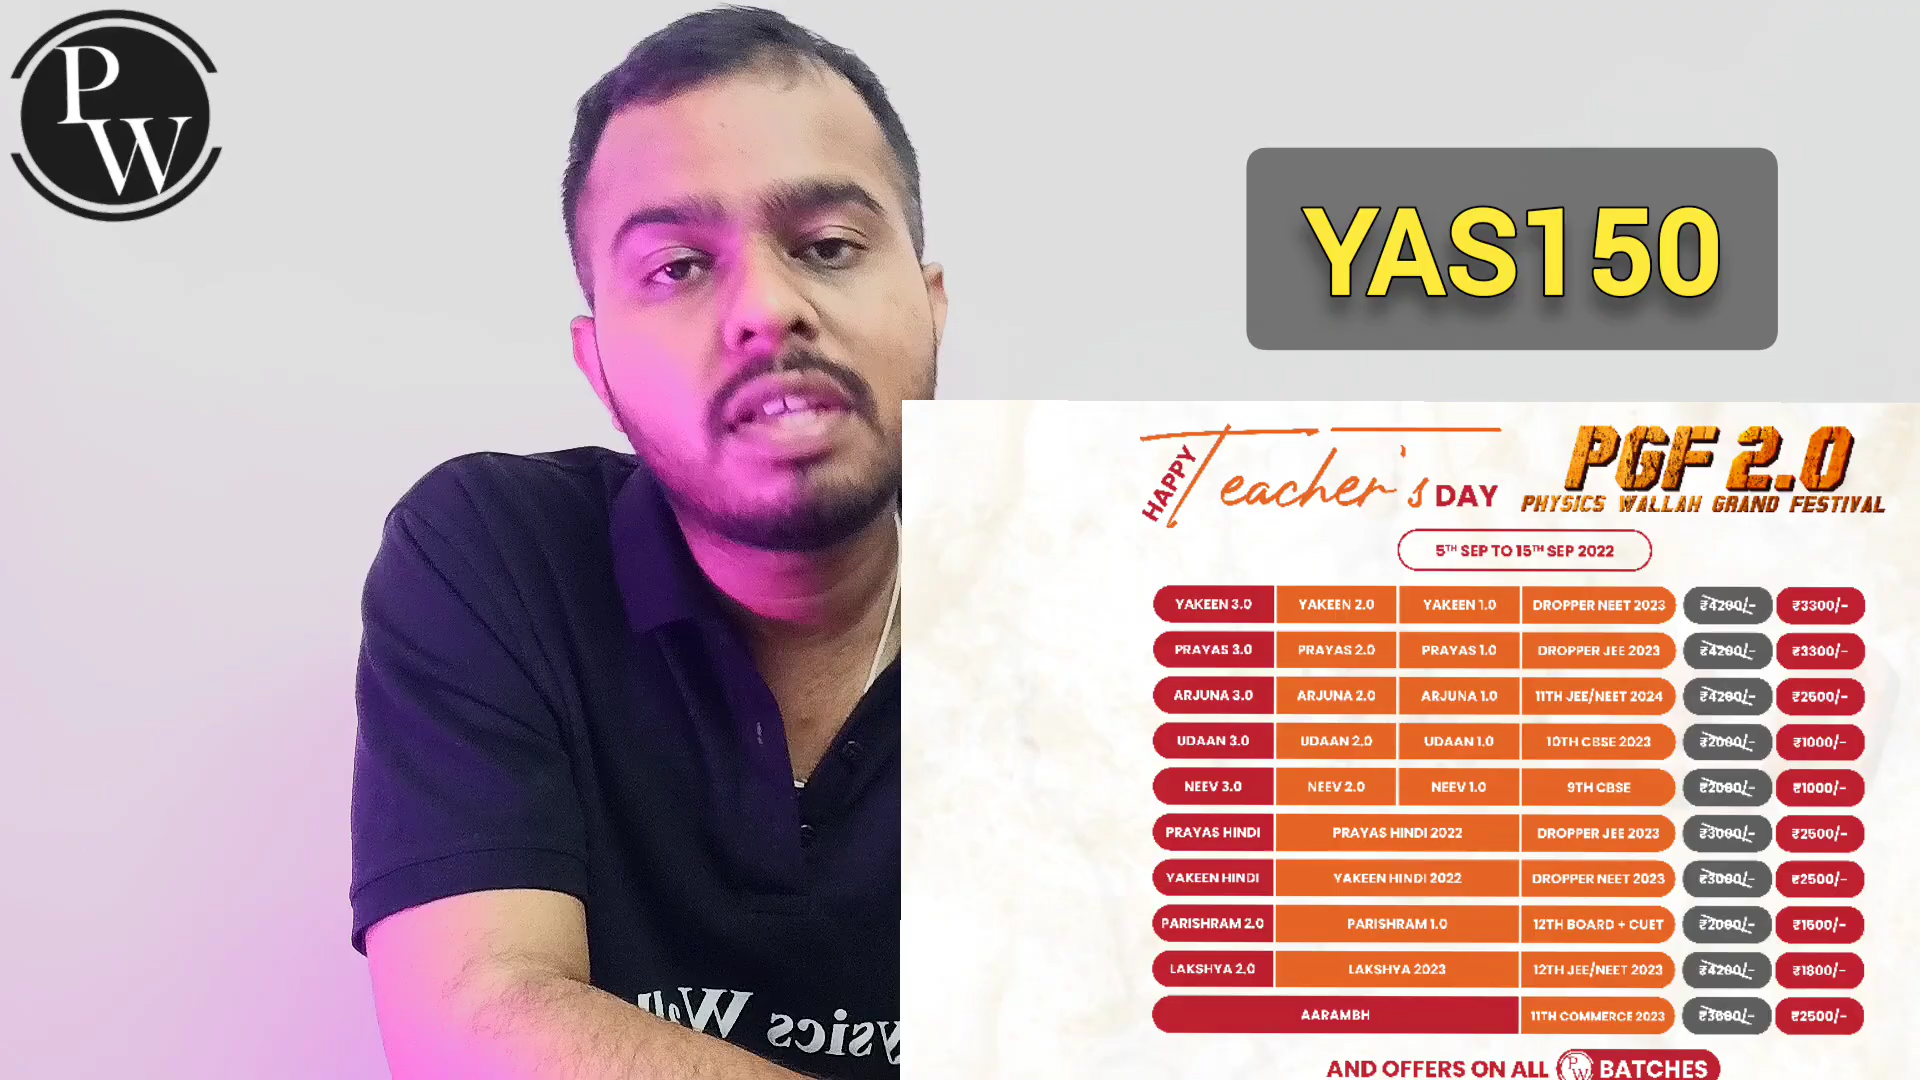 PW
YAS150
HAPPY Teacher's DAY
PGF 2.0
PHYSICS WALLAH GRAND FESTIVAL
5TH SEP TO 15TH SEP 2022
YAKEEN 3.0 YAKEEN 2.0 YAKEEN 1.0 DROPPER NEET 2023 ₹4200/- ₹3300/-
PRAYAS 3.0 PRAYAS 2.0 PRAYAS 1.0 DROPPER JEE 2023 ₹4200/- ₹3300/-
ARJUNA 3.0 ARJUNA 2.0 ARJUNA 1.0 11TH JEE/NEET 2024 ₹4200/- ₹2500/-
UDAAN 3.0 UDAAN 2.0 UDAAN 1.0 10TH CBSE 2023 ₹2000/- ₹1000/-
NEEV 3.0 NEEV 2.0 NEEV 1.0 9TH CBSE ₹2000/- ₹1000/-
PRAYAS HINDI PRAYAS HINDI 2022 DROPPER JEE 2023 ₹3000/- ₹2500/-
YAKEEN HINDI YAKEEN HINDI 2022 DROPPER NEET 2023 ₹3000/- ₹2500/-
PARISHRAM 2.0 PARISHRAM 1.0 12TH BOARD + CUET ₹2000/- ₹1500/-
LAKSHYA 2.0 LAKSHYA 2023 12TH JEE/NEET 2023 ₹4200/- ₹1800/-
AARAMBH 11TH COMMERCE 2023 ₹3600/- ₹2500/-
AND OFFERS ON ALL PW BATCHES